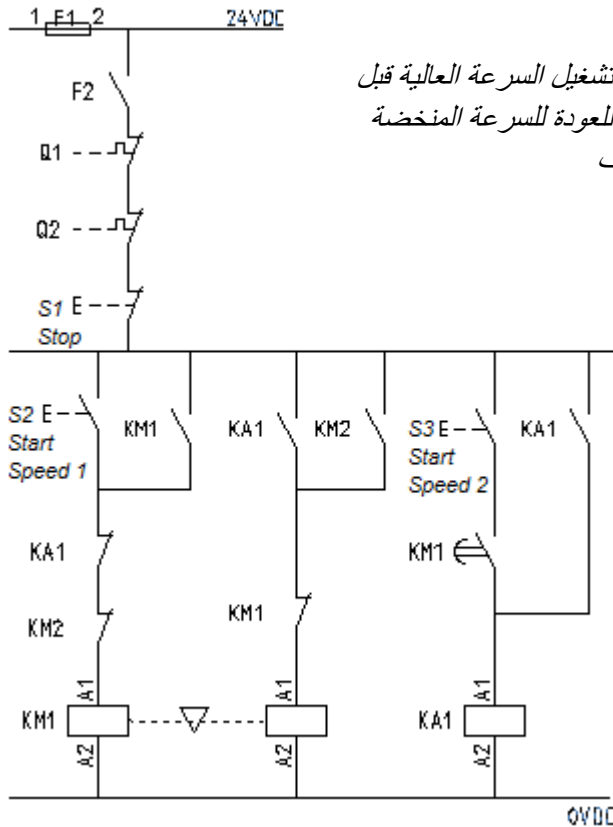 1 F1 2
24VDC
تشغيل السرعة العالية قبل
للعودة للسرعة المنخضة
F2
Q1
Q2
S1 E
Stop
S2 E
Start
Speed 1
KM1
KA1
KM2
S3 E
Start
Speed 2
KA1
KA1
KM1
KM2
KM1
KM1
A1
A2
A1
A2
KA1
A1
A2
0VDC